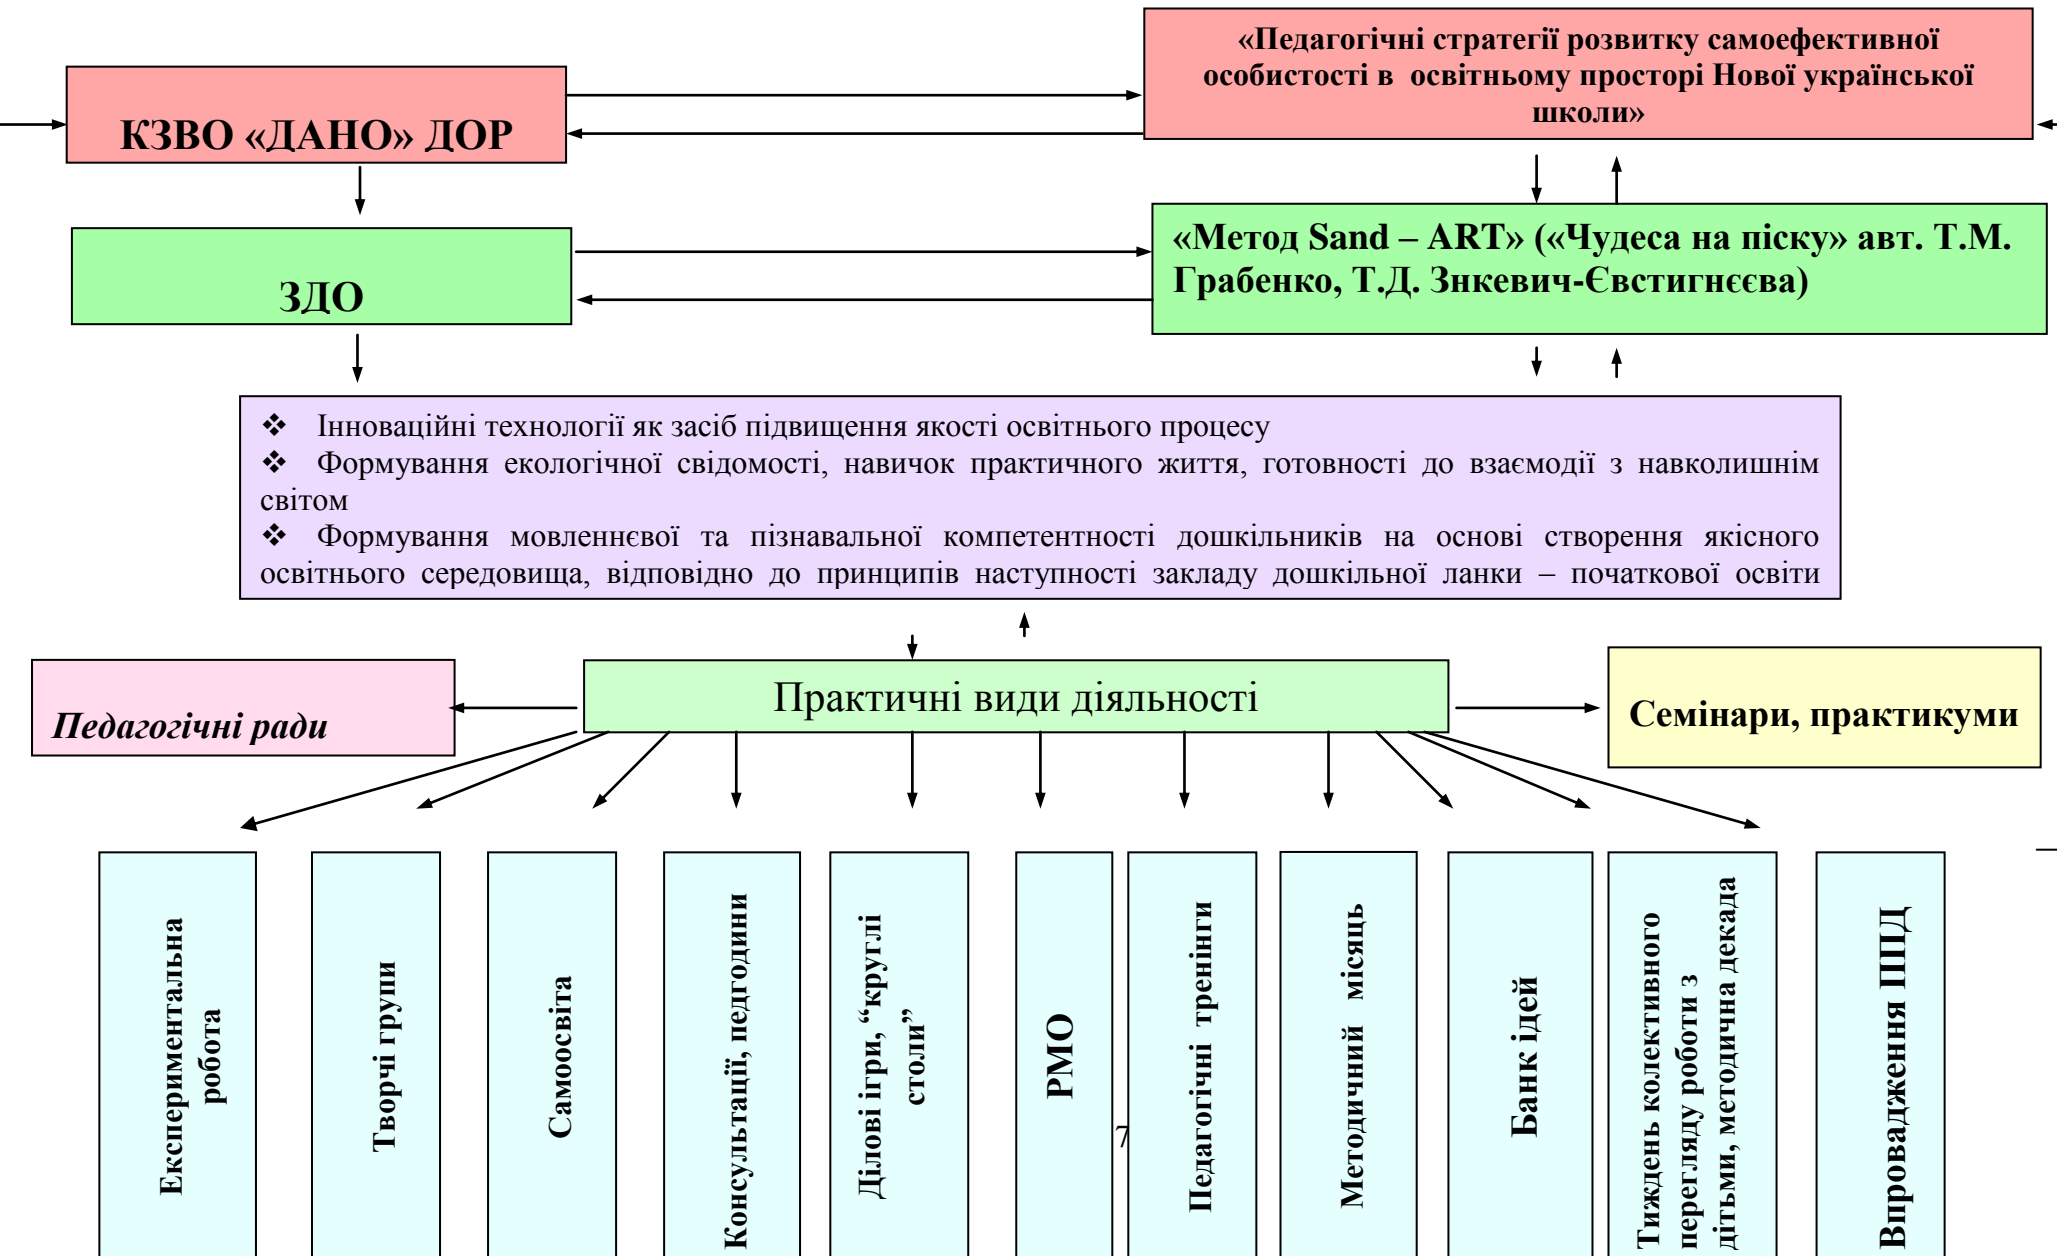 «Педагогічні стратегії розвитку самоефективної
особистості в освітньому просторі Нової української
школи»
КЗВО «ДАНО» ДОР
«Метод Sand – ART» («Чудеса на піску» авт. Т.М.
Грабенко, Т.Д. Знкевич-Євстигнєєва)
ЗДО
❖ Інноваційні технології як засіб підвищення якості освітнього процесу
❖ Формування екологічної свідомості, навичок практичного життя, готовності до взаємодії з навколишнім
світом
❖ Формування мовленнєвої та пізнавальної компетентності дошкільників на основі створення якісного
освітнього середовища, відповідно до принципів наступності закладу дошкільної ланки – початкової освіти
Педагогічні ради
Практичні види діяльності
Семінари, практикуми
Експериментальна
робота
Творчі групи
Самоосвіта
Консультації, педгодини
Ділові ігри, “круглі
столи”
РМО
7
Педагогічні тренінги
Методичний місяць
Банк ідей
Тиждень колективного
перегляду роботи з
дітьми, методична декада
Впровадження ППД